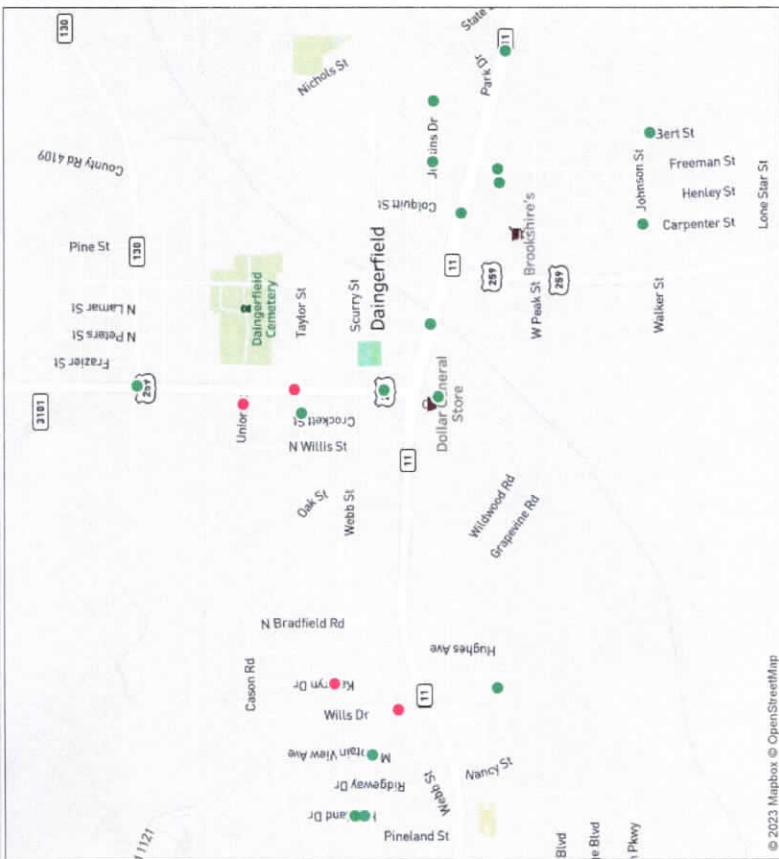 130
State
11
Nichols St
Park Dr
County Rd 4109
Bert St
Johnson St
Freeman St
Colquitt St
Henley St
Carpenter St
Lone Star St
Pine St
130
Brookshire's
11
259
259
N Lamar St
Daingerfield
Cemetery
Taylor St
Scurry St
Daingerfield
W Peak St
Walker St
N Peters St
Frazier St
259
3101
Crockett St
Dollar General
Store
N Willis St
11
Oak St
Webb St
Wildwood Rd
Grapevine Rd
N Bradfield Rd
Hughes Ave
Cason Rd
11
Wills Dr
Ridgeway Dr
Webb St
Nancy St
Pineland St
1121
Blvd
Blvd
Pkwy
© 2023 Mapbox © OpenStreetMap